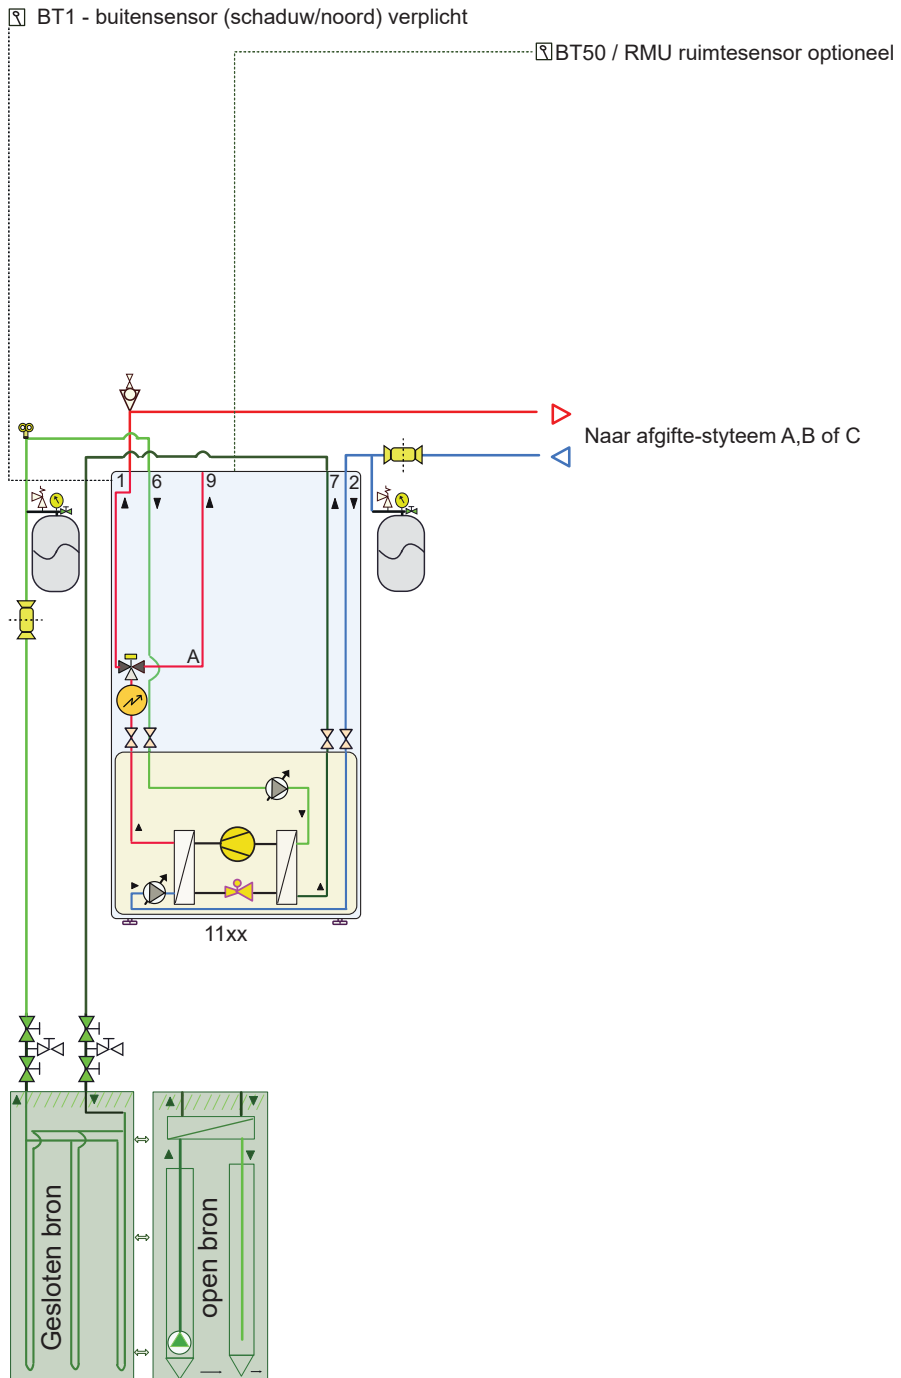 BT1 - buitensensor (schaduw/noord) verplicht
BT50 / RMU ruimtesensor optioneel
Naar afgifte-styteem A,B of C
1 6 9 7 2
A
11xx
Gesloten bron
open bron